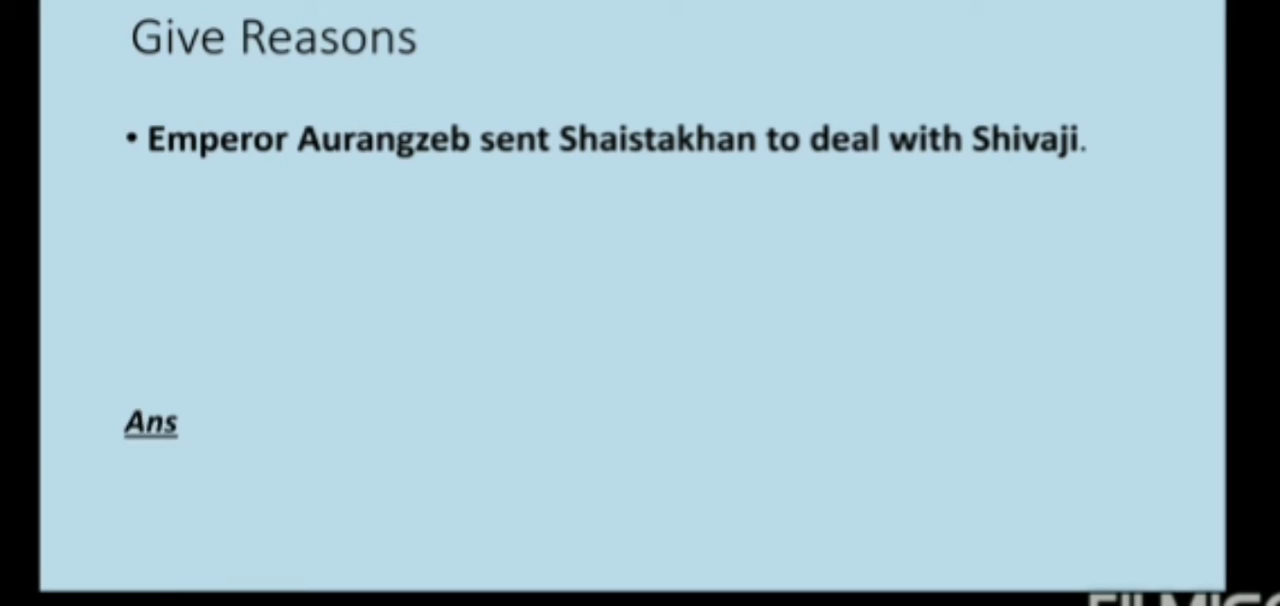 Give Reasons
• Emperor Aurangzeb sent Shaistakhan to deal with Shivaji.
Ans